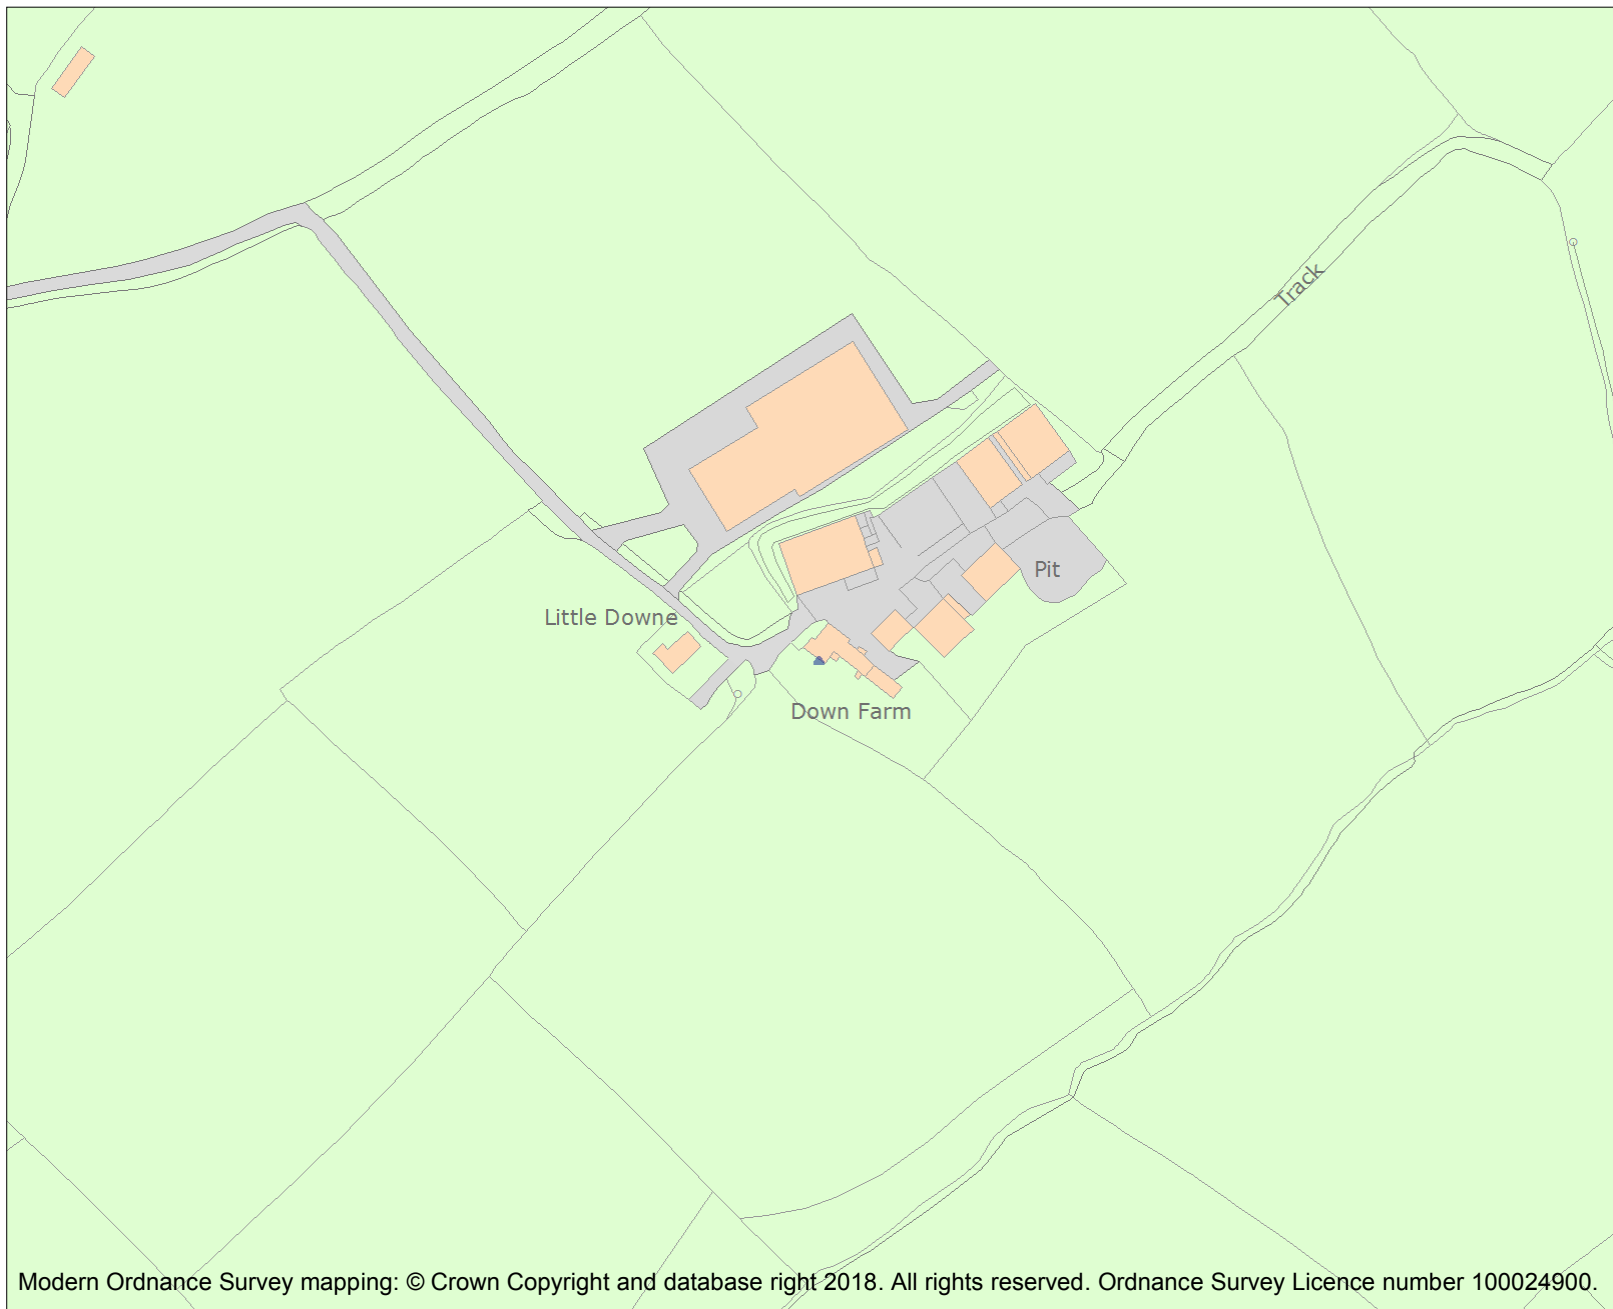 Track
Pit
Little Downe
Down Farm
Modern Ordnance Survey mapping: © Crown Copyright and database right 2018. All rights reserved. Ordnance Survey Licence number 100024900.